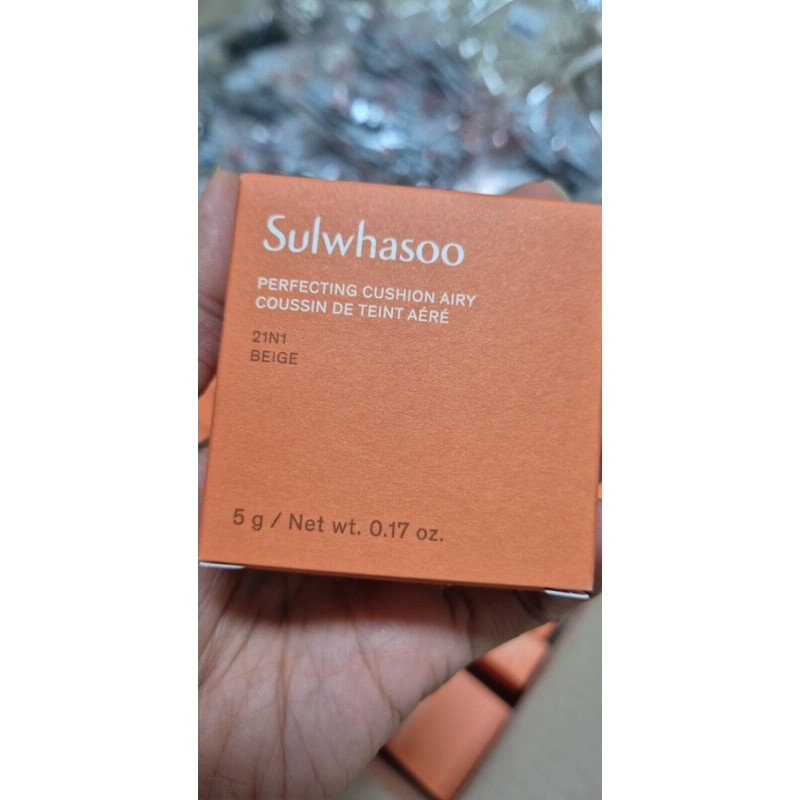 Sulwhasoo
PERFECTING CUSHION AIRY
COUSSIN DE TEINT AÉRÉ
21N1
BEIGE
5 g / Net wt. 0.17 oz.